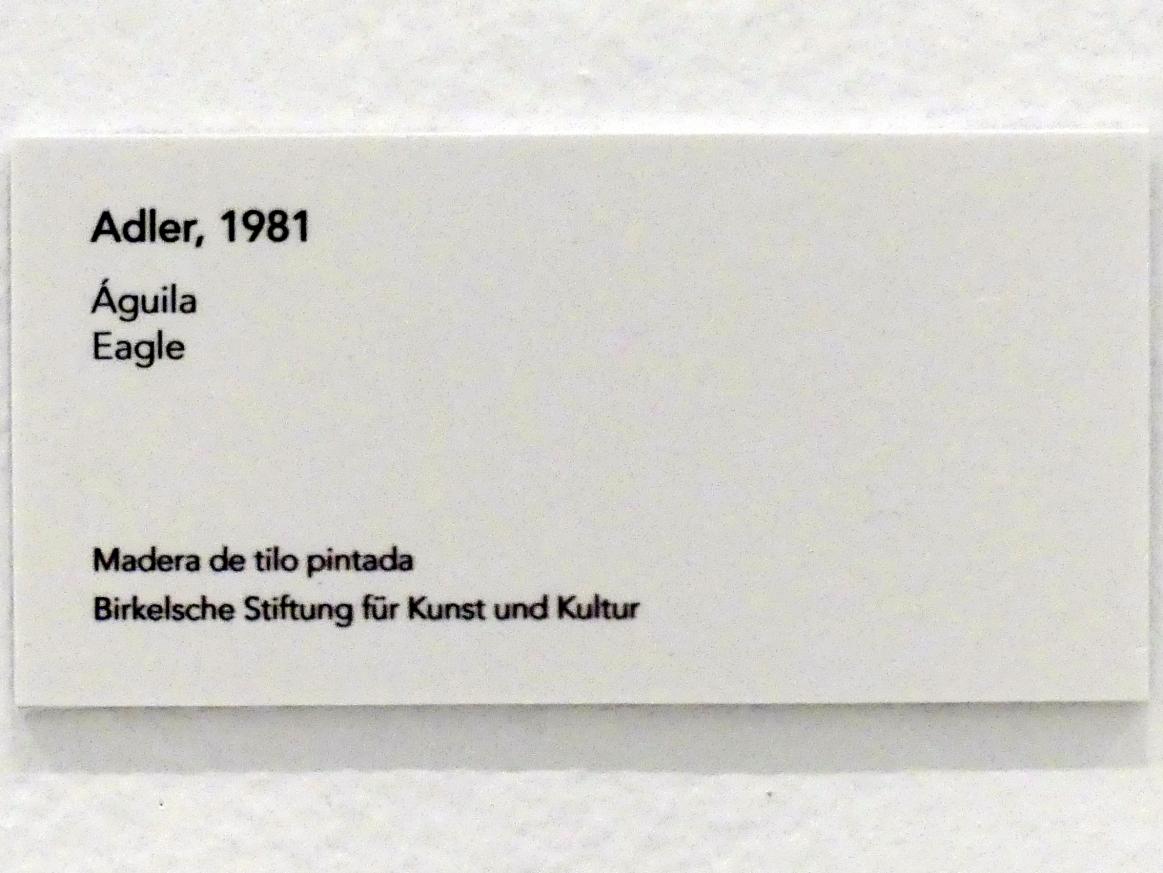 Adler, 1981
Águila
Eagle
Madera de tilo pintada
Birkelsche Stiftung für Kunst und Kultur